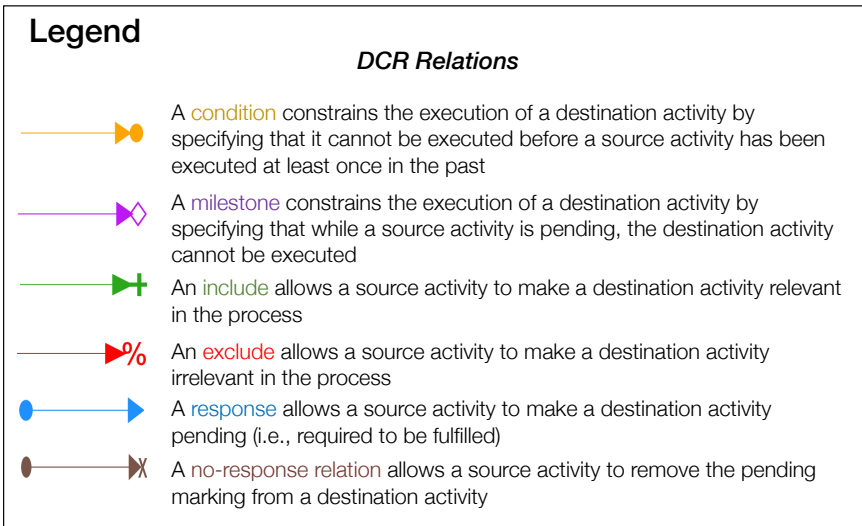 Legend
DCR Relations
A condition constrains the execution of a destination activity by
specifying that it cannot be executed before a source activity has been
executed at least once in the past
A milestone constrains the execution of a destination activity by
specifying that while a source activity is pending, the destination activity
cannot be executed
An include allows a source activity to make a destination activity relevant
in the process
%
An exclude allows a source activity to make a destination activity
irrelevant in the process
A response allows a source activity to make a destination activity
pending (i.e., required to be fulfilled)
A no-response relation allows a source activity to remove the pending
marking from a destination activity